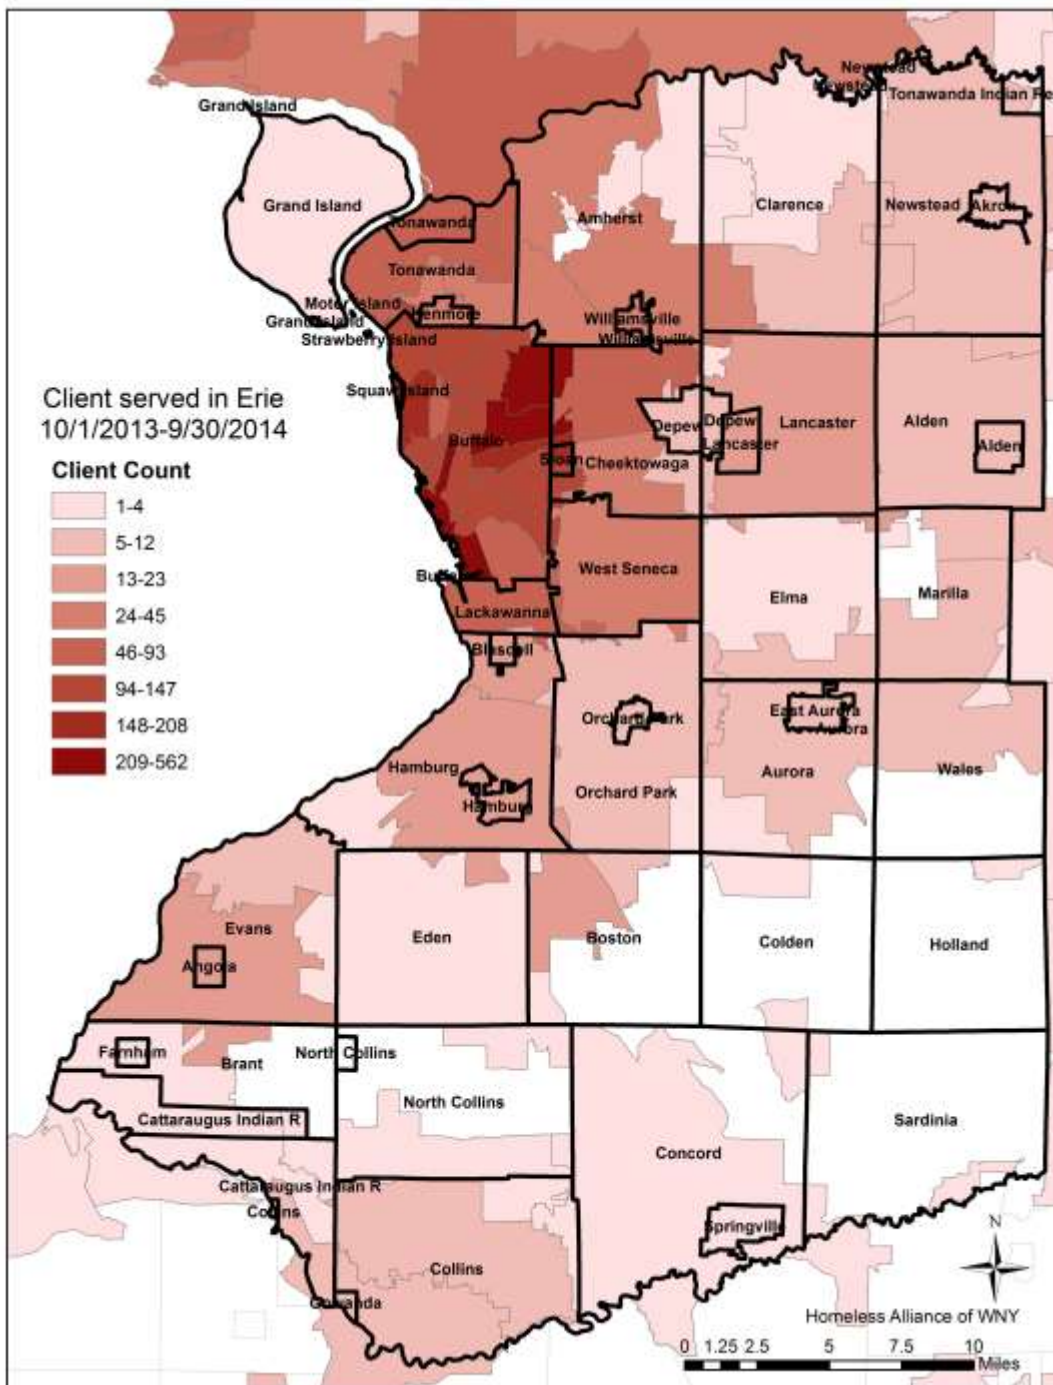 Newstead
Newstead
Tonawanda Indian Re
Grand Island
Grand Island
Amherst
Clarence
Newstead
Akron
Tonawanda
Tonawanda
Motor Island
Grand Island
Kenmore
Strawberry Island
Williamsville
Williamsville
Squaw Island
Client served in Erie
10/1/2013-9/30/2014
Client Count
1-4
5-12
13-23
24-45
46-93
94-147
148-208
209-562
Buffalo
Depew
Depew
Lancaster
Lancaster
Alden
Alden
Sloan
Cheektowaga
West Seneca
Buffalo
Lackawanna
Elma
Marilla
Blasdell
Orchard Park
East Aurora
Aurora
Hamburg
Hamburg
Orchard Park
Aurora
Wales
Evans
Angola
Eden
Boston
Colden
Holland
Farnham
Brant
North Collins
North Collins
Cattaraugus Indian R
Concord
Sardinia
Cattaraugus Indian R
Collins
Springville
Collins
Gowanda
N
Homeless Alliance of WNY
0 1.25 2.5 5 7.5 10
Miles